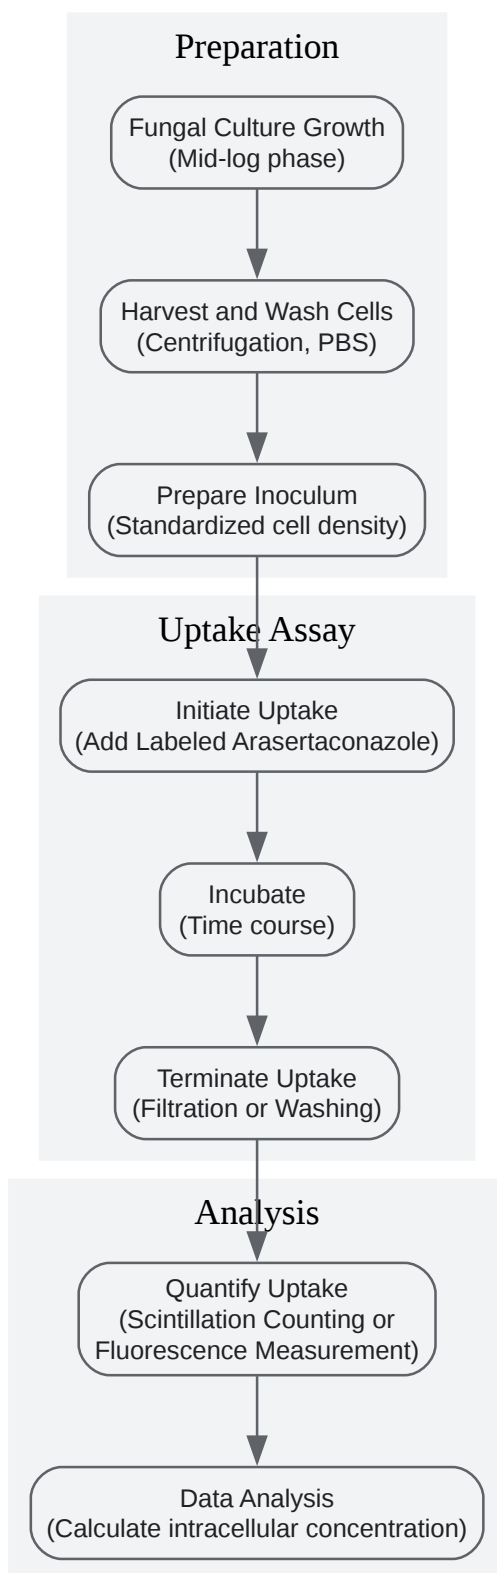 Preparation
Fungal Culture Growth
(Mid-log phase)
Harvest and Wash Cells
(Centrifugation, PBS)
Prepare Inoculum
(Standardized cell density)
Uptake Assay
Initiate Uptake
(Add Labeled Arasertaconazole)
Incubate
(Time course)
Terminate Uptake
(Filtration or Washing)
Analysis
Quantify Uptake
(Scintillation Counting or
Fluorescence Measurement)
Data Analysis
(Calculate intracellular concentration)